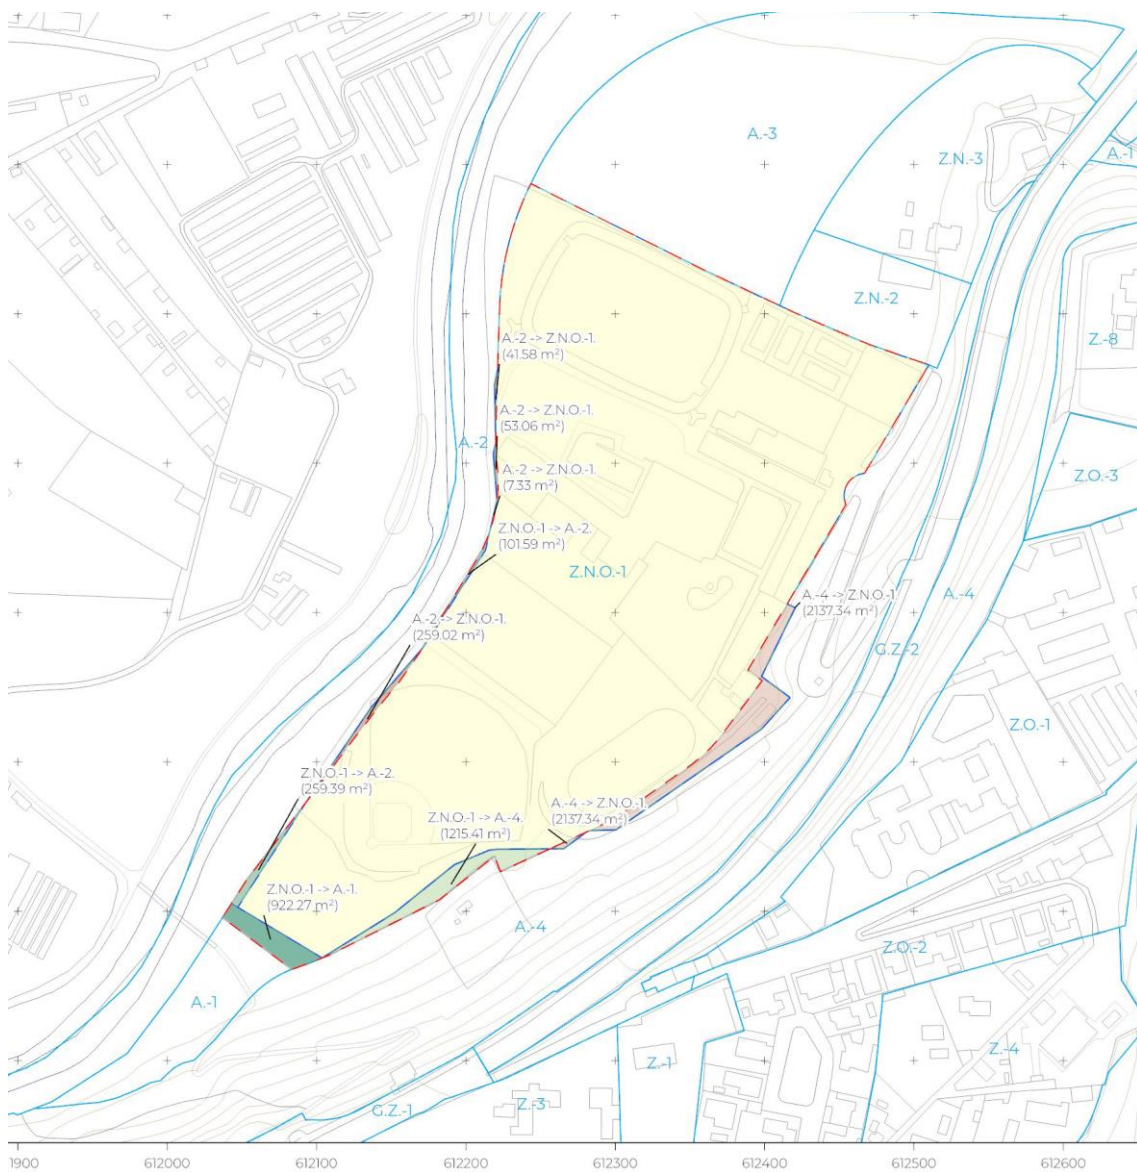 A.-3
Z.N.-3
A.-1
Z.N.-2
Z.-8
A.-2 -> Z.N.O.-1.
(41.58 m²)
A.-2 -> Z.N.O.-1.
(53.06 m²)
A.-2
Z.O.-3
A.-2 -> Z.N.O.-1.
(7.33 m²)
Z.N.O.-1 -> A.-2.
(101.59 m²)
Z.N.O.-1
A.-4 -> Z.N.O.-1.
(2137.34 m²)
A.-4
A.-2 -> Z.N.O.-1.
(259.02 m²)
G.Z.-2
Z.O.-1
Z.N.O.-1 -> A.-2.
(259.39 m²)
Z.N.O.-1 -> A.-4.
(1215.41 m²)
A.-4 -> Z.N.O.-1.
(2137.34 m²)
Z.N.O.-1 -> A.-1.
(922.27 m²)
A.-4
Z.O.-2
A.-1
Z.-4
Z.-1
G.Z.-1
Z.-3
1900 612000 612100 612200 612300 612400 612500 612600